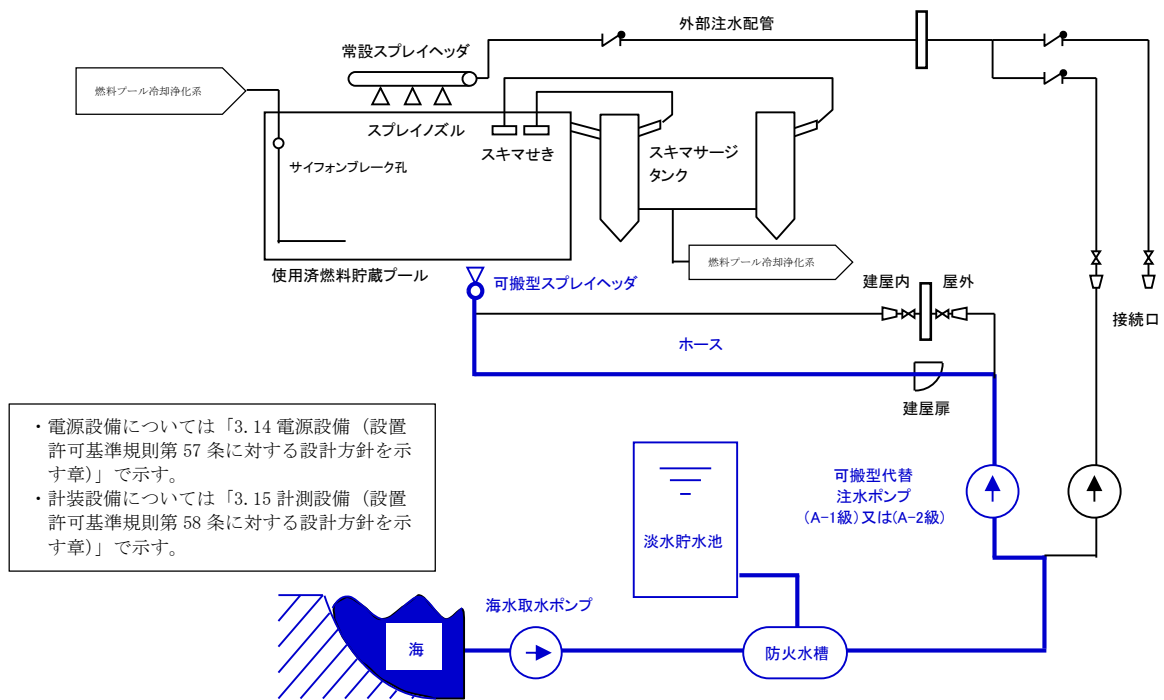 外部注水配管
常設スプレイヘッダ
燃料プール冷却浄化系
スプレイノズル
スキマせき
スキマサージ
タンク
サイフォンブレーク孔
使用済燃料貯蔵プール
燃料プール冷却浄化系
可搬型スプレイヘッダ
建屋内
屋外
接続口
ホース
建屋扉
・電源設備については「3.14 電源設備（設置
許可基準規則第 57 条に対する設計方針を示
す章）」で示す。
・計装設備については「3.15 計測設備（設置
許可基準規則第 58 条に対する設計方針を示
す章）」で示す。
可搬型代替
注水ポンプ
（A-1級）又は（A-2級）
淡水貯水池
海水取水ポンプ
海
防火水槽